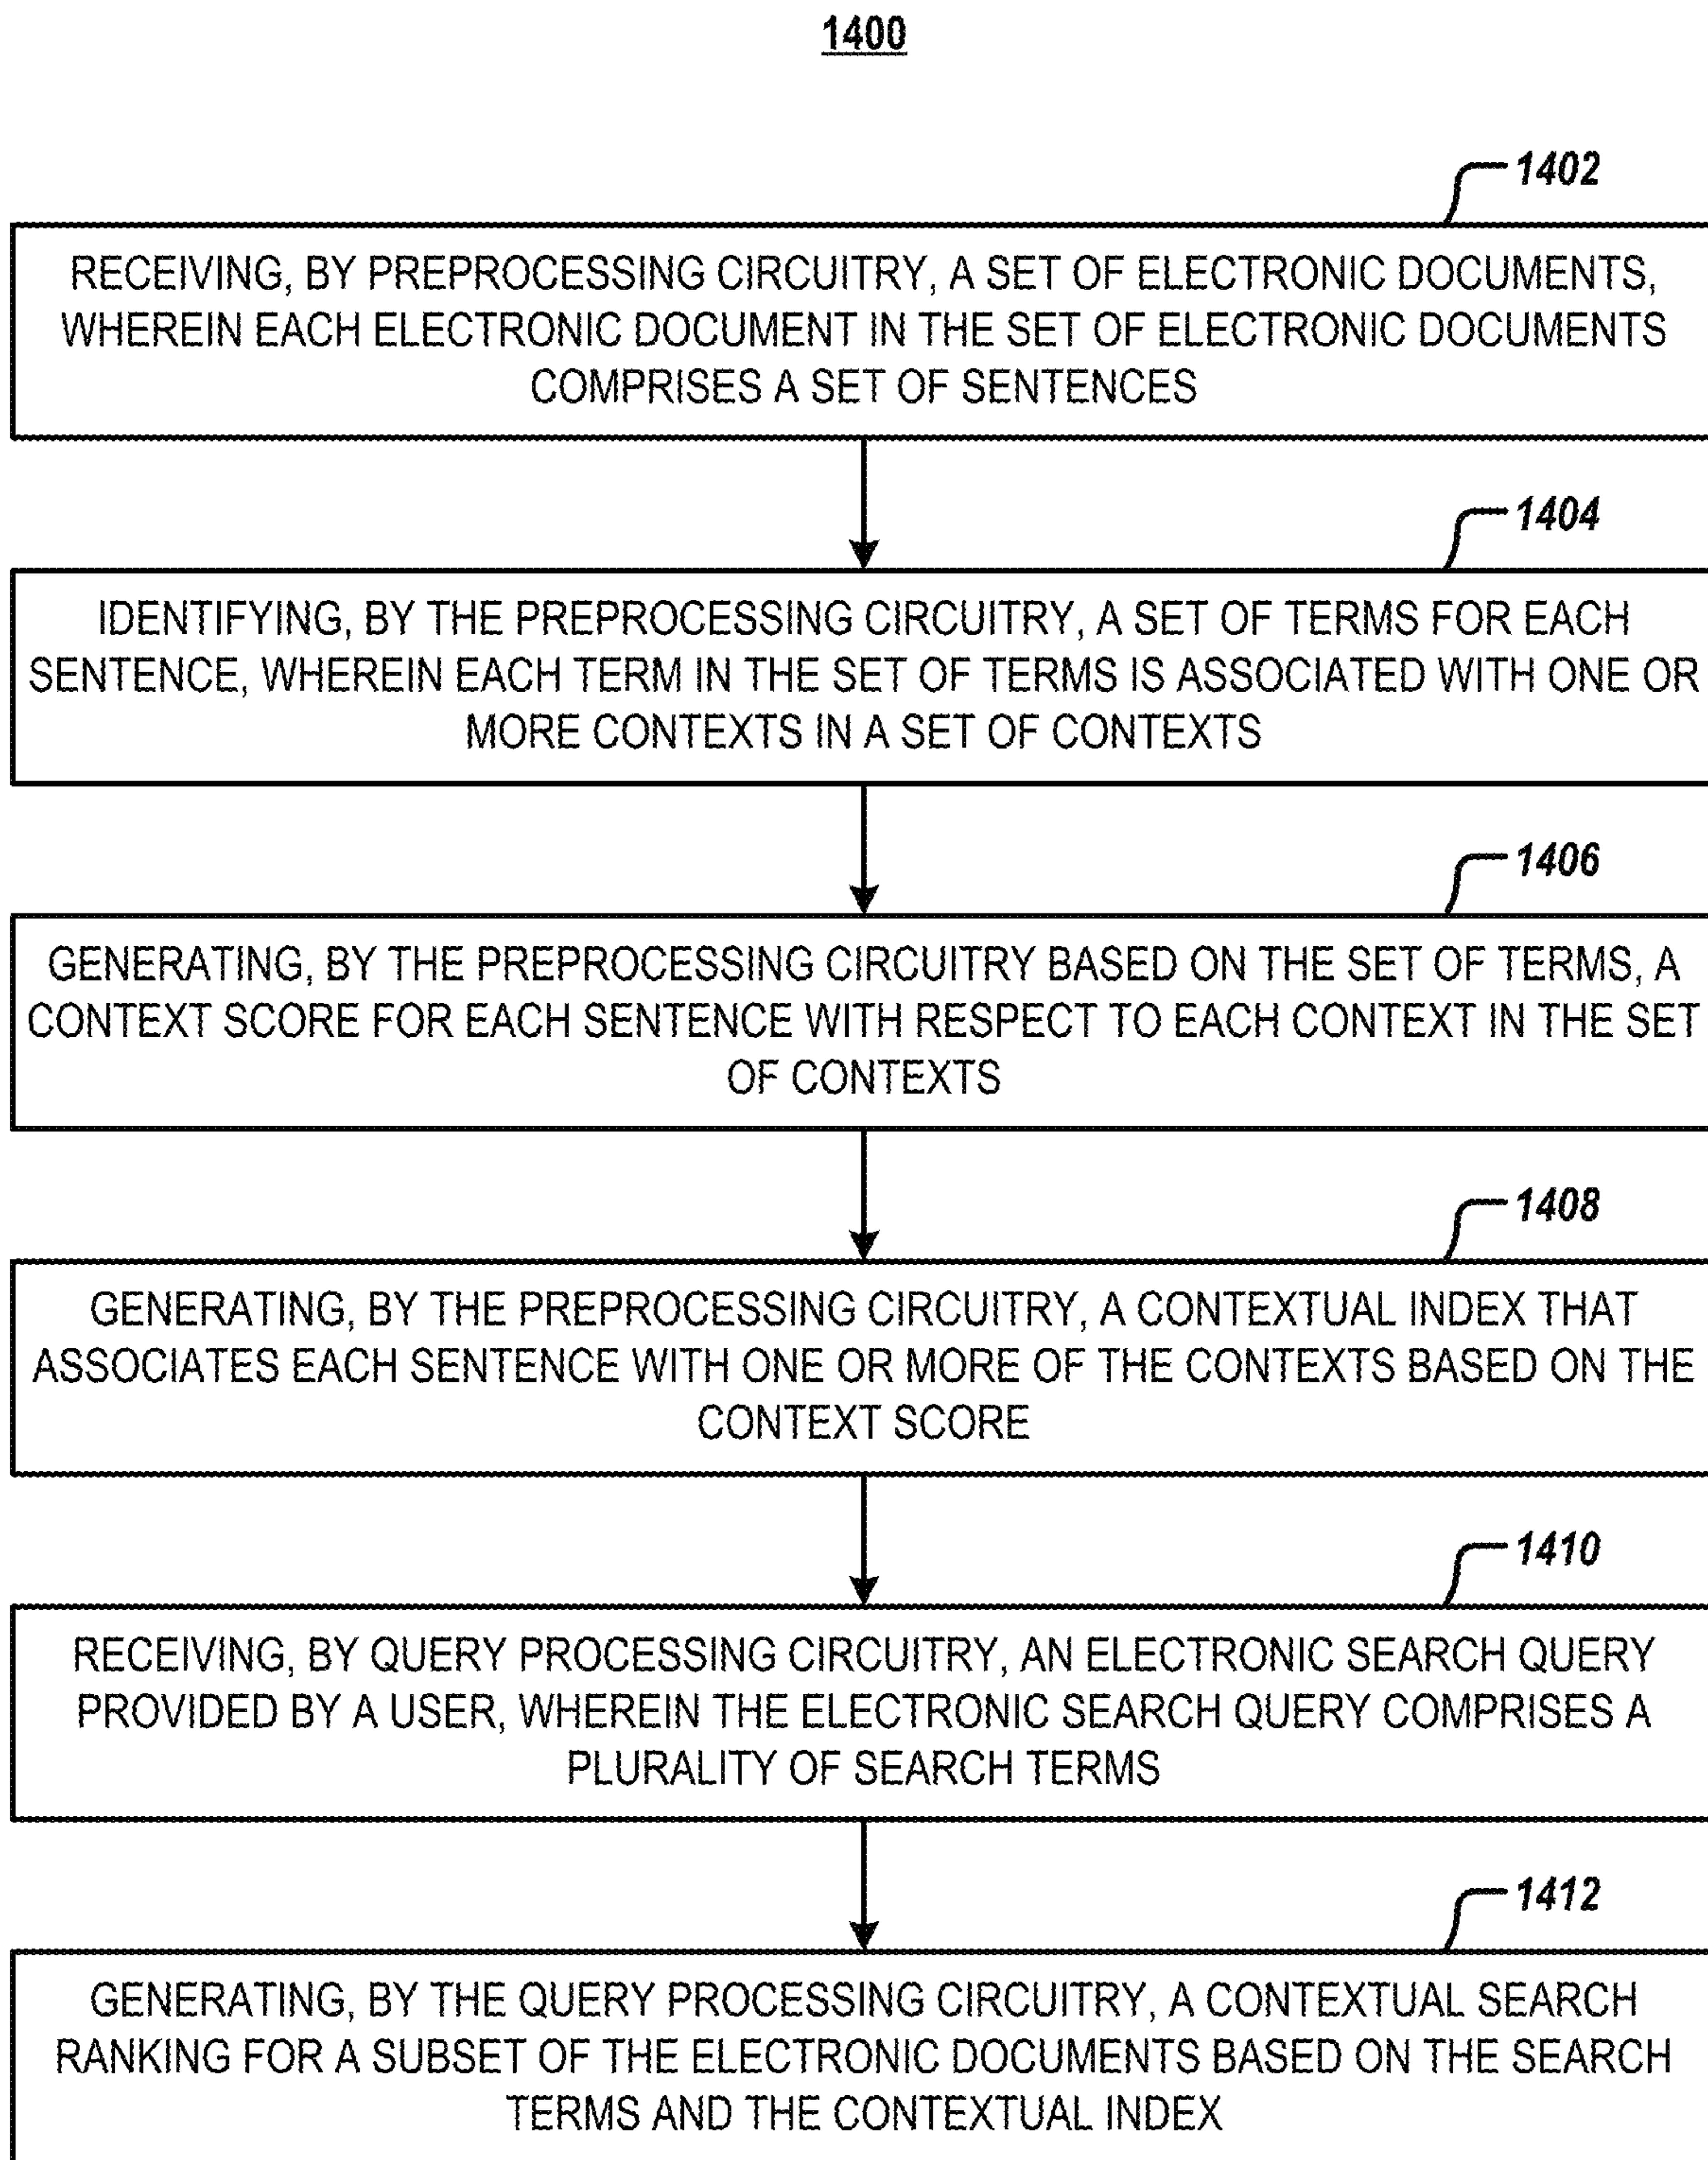 1400
1402
RECEIVING, BY PREPROCESSING CIRCUITRY, A SET OF ELECTRONIC DOCUMENTS,
WHEREIN EACH ELECTRONIC DOCUMENT IN THE SET OF ELECTRONIC DOCUMENTS
COMPRISES A SET OF SENTENCES
1404
IDENTIFYING, BY THE PREPROCESSING CIRCUITRY, A SET OF TERMS FOR EACH
SENTENCE, WHEREIN EACH TERM IN THE SET OF TERMS IS ASSOCIATED WITH ONE OR
MORE CONTEXTS IN A SET OF CONTEXTS
1406
GENERATING, BY THE PREPROCESSING CIRCUITRY BASED ON THE SET OF TERMS, A
CONTEXT SCORE FOR EACH SENTENCE WITH RESPECT TO EACH CONTEXT IN THE SET
OF CONTEXTS
1408
GENERATING, BY THE PREPROCESSING CIRCUITRY, A CONTEXTUAL INDEX THAT
ASSOCIATES EACH SENTENCE WITH ONE OR MORE OF THE CONTEXTS BASED ON THE
CONTEXT SCORE
1410
RECEIVING, BY QUERY PROCESSING CIRCUITRY, AN ELECTRONIC SEARCH QUERY
PROVIDED BY A USER, WHEREIN THE ELECTRONIC SEARCH QUERY COMPRISES A
PLURALITY OF SEARCH TERMS
1412
GENERATING, BY THE QUERY PROCESSING CIRCUITRY, A CONTEXTUAL SEARCH
RANKING FOR A SUBSET OF THE ELECTRONIC DOCUMENTS BASED ON THE SEARCH
TERMS AND THE CONTEXTUAL INDEX